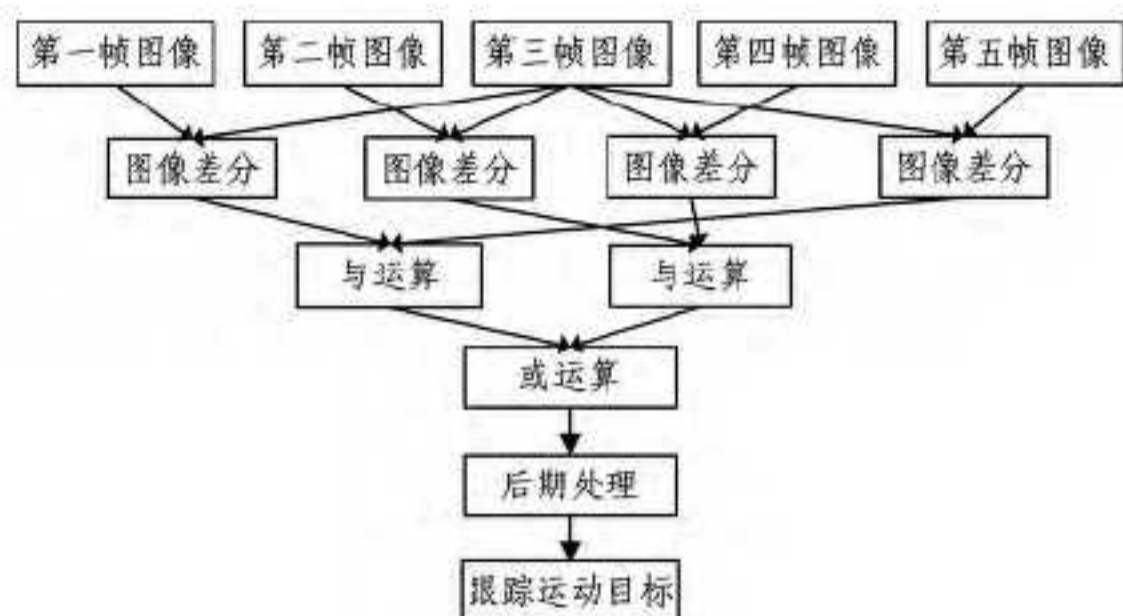 第一帧图像
第二帧图像
第三帧图像
第四帧图像
第五帧图像
图像差分
图像差分
图像差分
图像差分
与运算
与运算
或运算
后期处理
跟踪运动目标